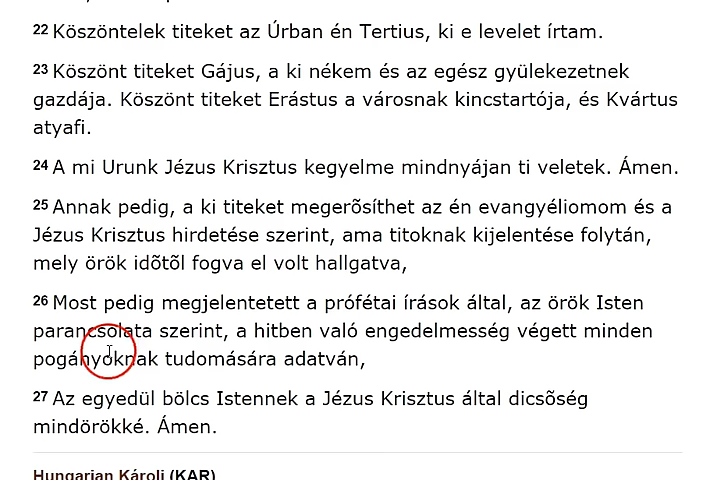 22 Köszöntelek titeket az Úrban én Tertius, ki e levelet írtam.
23 Köszönt titeket Gájus, a ki nékem és az egész gyülekezetnek
gazdája. Köszönt titeket Erástus a városnak kincstartója, és Kvártus
atyafi.
24 A mi Urunk Jézus Krisztus kegyelme mindnyájan ti veletek. Ámen.
25 Annak pedig, a ki titeket megerõsíthet az én evangyéliomom és a
Jézus Krisztus hirdetése szerint, ama titoknak kijelentése folytán,
mely örök idõtõl fogva el volt hallgatva,
26 Most pedig megjelentetett a prófétai írások által, az örök Isten
parancsolata szerint, a hitben való engedelmesség végett minden
pogányoknak tudomására adatván,
27 Az egyedül bölcs Istennek a Jézus Krisztus által dicsõség
mindörökké. Ámen.
Hungarian Károli (KAR)